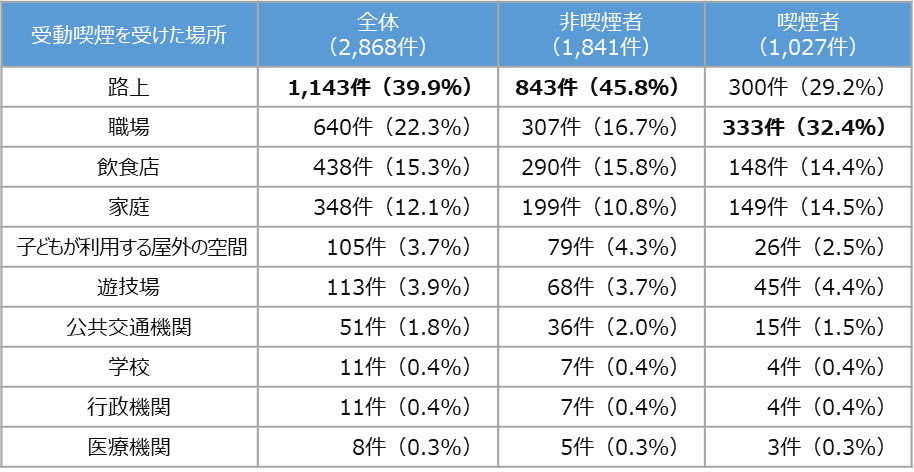 受動喫煙を受けた場所 全体（2,868件） 非喫煙者（1,841件） 喫煙者（1,027件）
路上 1,143件（39.9%） 843件（45.8%） 300件（29.2%）
職場 640件（22.3%） 307件（16.7%） 333件（32.4%）
飲食店 438件（15.3%） 290件（15.8%） 148件（14.4%）
家庭 348件（12.1%） 199件（10.8%） 149件（14.5%）
子どもが利用する屋外の空間 105件（3.7%） 79件（4.3%） 26件（2.5%）
遊技場 113件（3.9%） 68件（3.7%） 45件（4.4%）
公共交通機関 51件（1.8%） 36件（2.0%） 15件（1.5%）
学校 11件（0.4%） 7件（0.4%） 4件（0.4%）
行政機関 11件（0.4%） 7件（0.4%） 4件（0.4%）
医療機関 8件（0.3%） 5件（0.3%） 3件（0.3%）